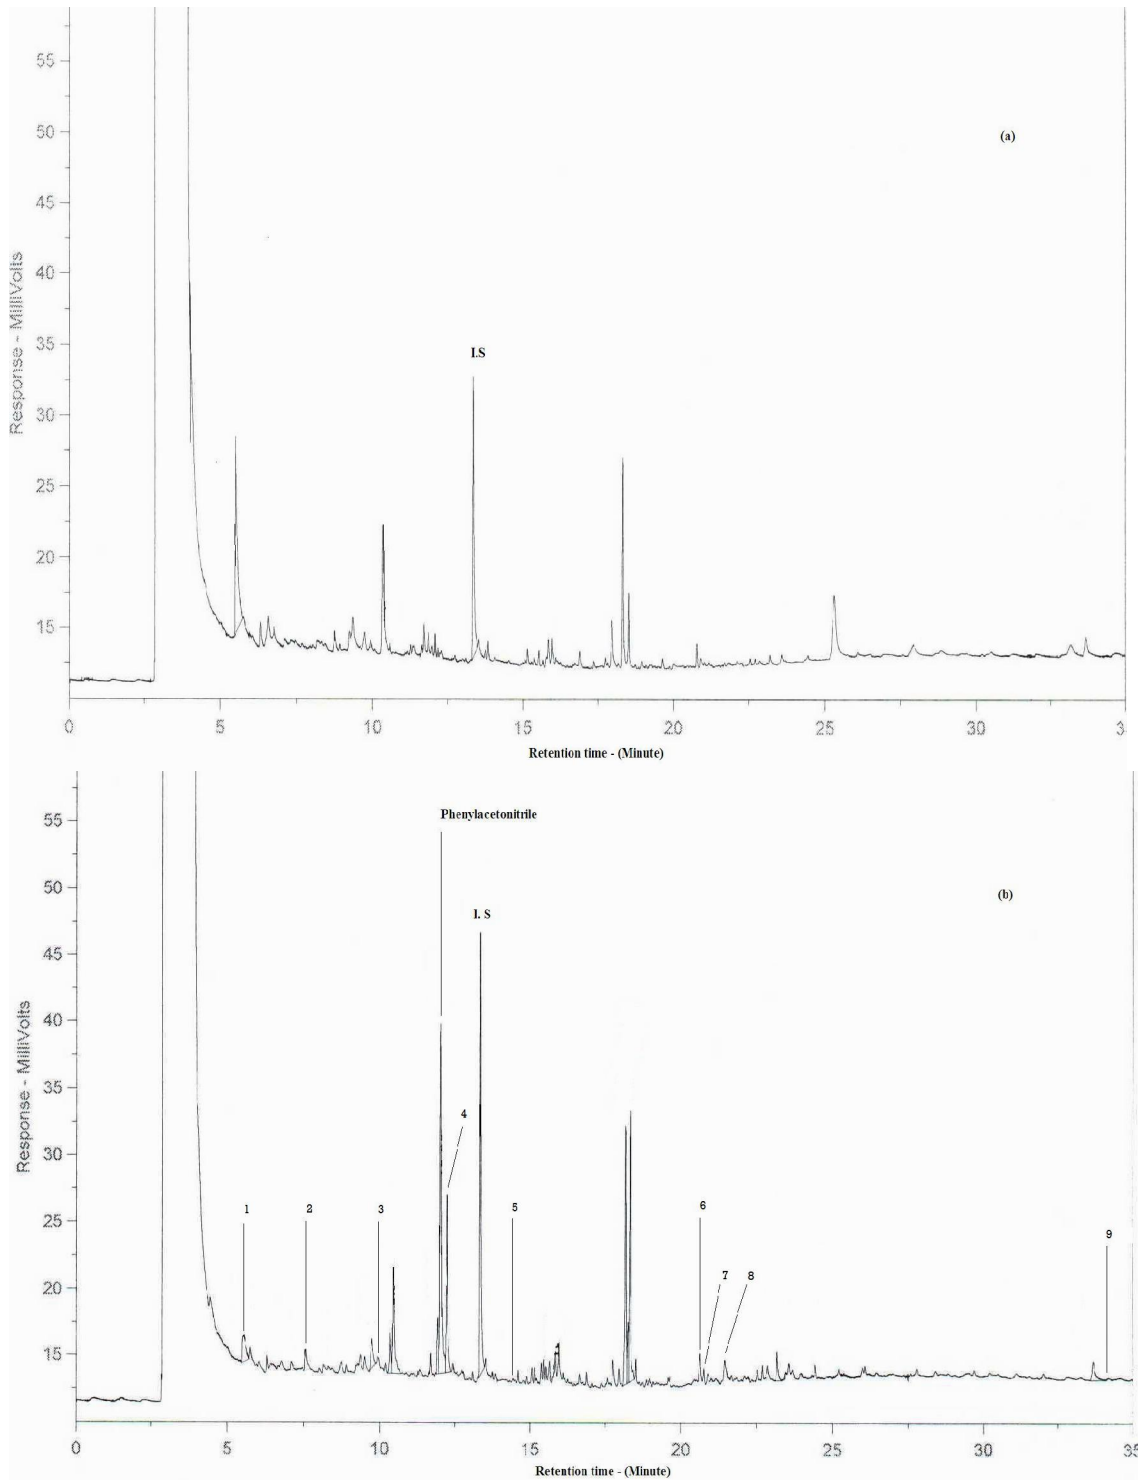 55
50
(a)
45
40
35
I.S
30
25
20
15
0 5 10 15 20 25 30 3
Response - MilliVolts
Retention time - (Minute)
Phenylacetonitrile
55
50
(b)
I. S
45
40
35
4
30
1 2 3 5 6
25
9
7 8
20
15
0 5 10 15 20 25 30 35
Response - MilliVolts
Retention time - (Minute)